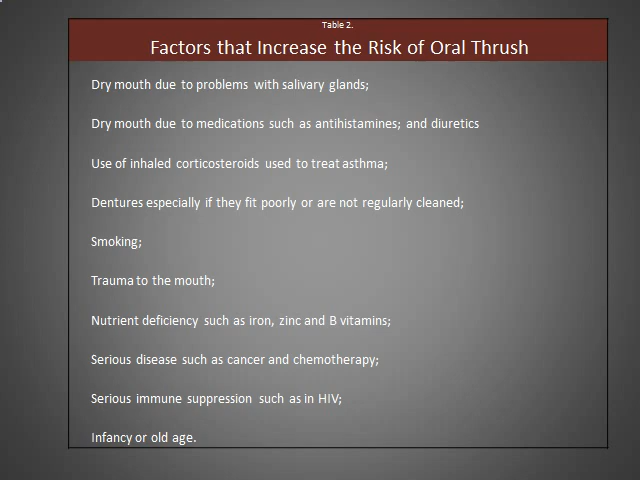 Table 2.
Factors that Increase the Risk of Oral Thrush
Dry mouth due to problems with salivary glands;
Dry mouth due to medications such as antihistamines; and diuretics
Use of inhaled corticosteroids used to treat asthma;
Dentures especially if they fit poorly or are not regularly cleaned;
Smoking;
Trauma to the mouth;
Nutrient deficiency such as iron, zinc and B vitamins;
Serious disease such as cancer and chemotherapy;
Serious immune suppression such as in HIV;
Infancy or old age.